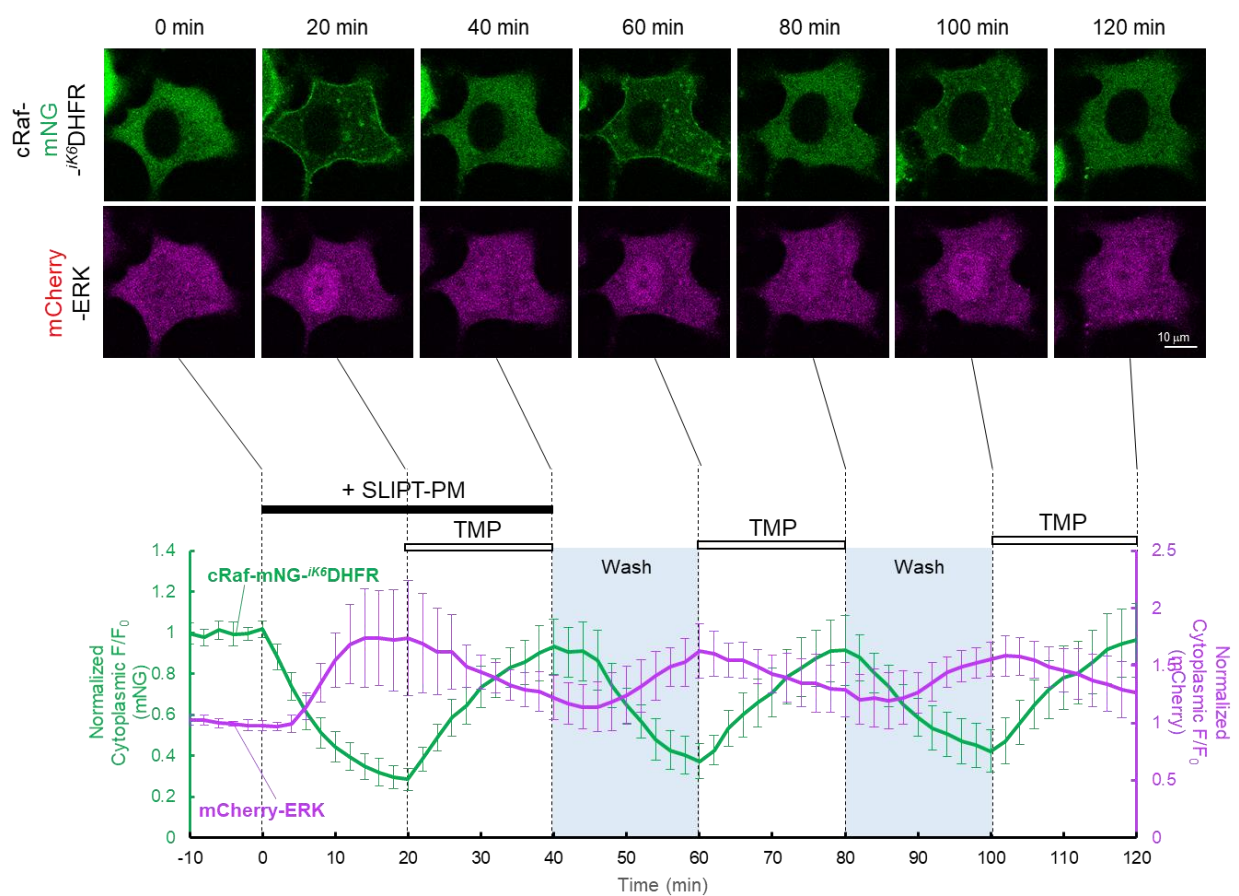 0 min 20 min 40 min 60 min 80 min 100 min 120 min
cRaf-
mNG
-iK6DHFR
mCherry
-ERK
10 μm
+ SLIPT-PM
TMP
TMP
TMP
Wash
Wash
cRaf-mNG-iK6DHFR
mCherry-ERK
Normalized
Cytoplasmic F/F0
(mNG)
1.4
1.2
1
0.8
0.6
0.4
0.2
0
2.5
2
1.5
1
0.5
0
Normalized
Cytoplasmic F/F0
(mCherry)
-10 0 10 20 30 40 50 60 70 80 90 100 110 120
Time (min)